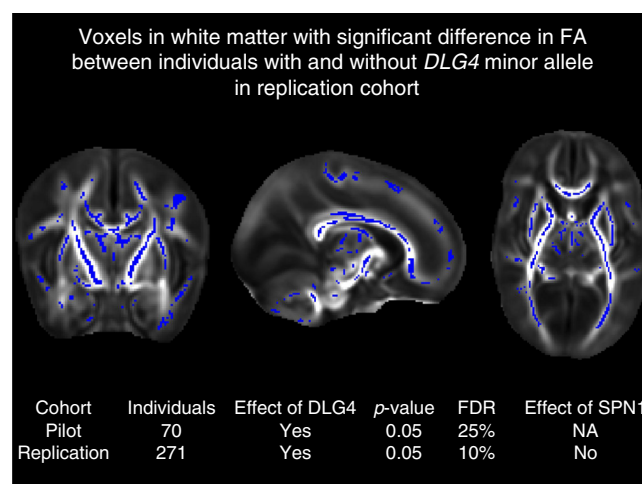 Voxels in white matter with significant difference in FA
between individuals with and without DLG4 minor allele
in replication cohort
Cohort Individuals Effect of DLG4 p-value FDR Effect of SPN1
Pilot 70 Yes 0.05 25% NA
Replication 271 Yes 0.05 10% No